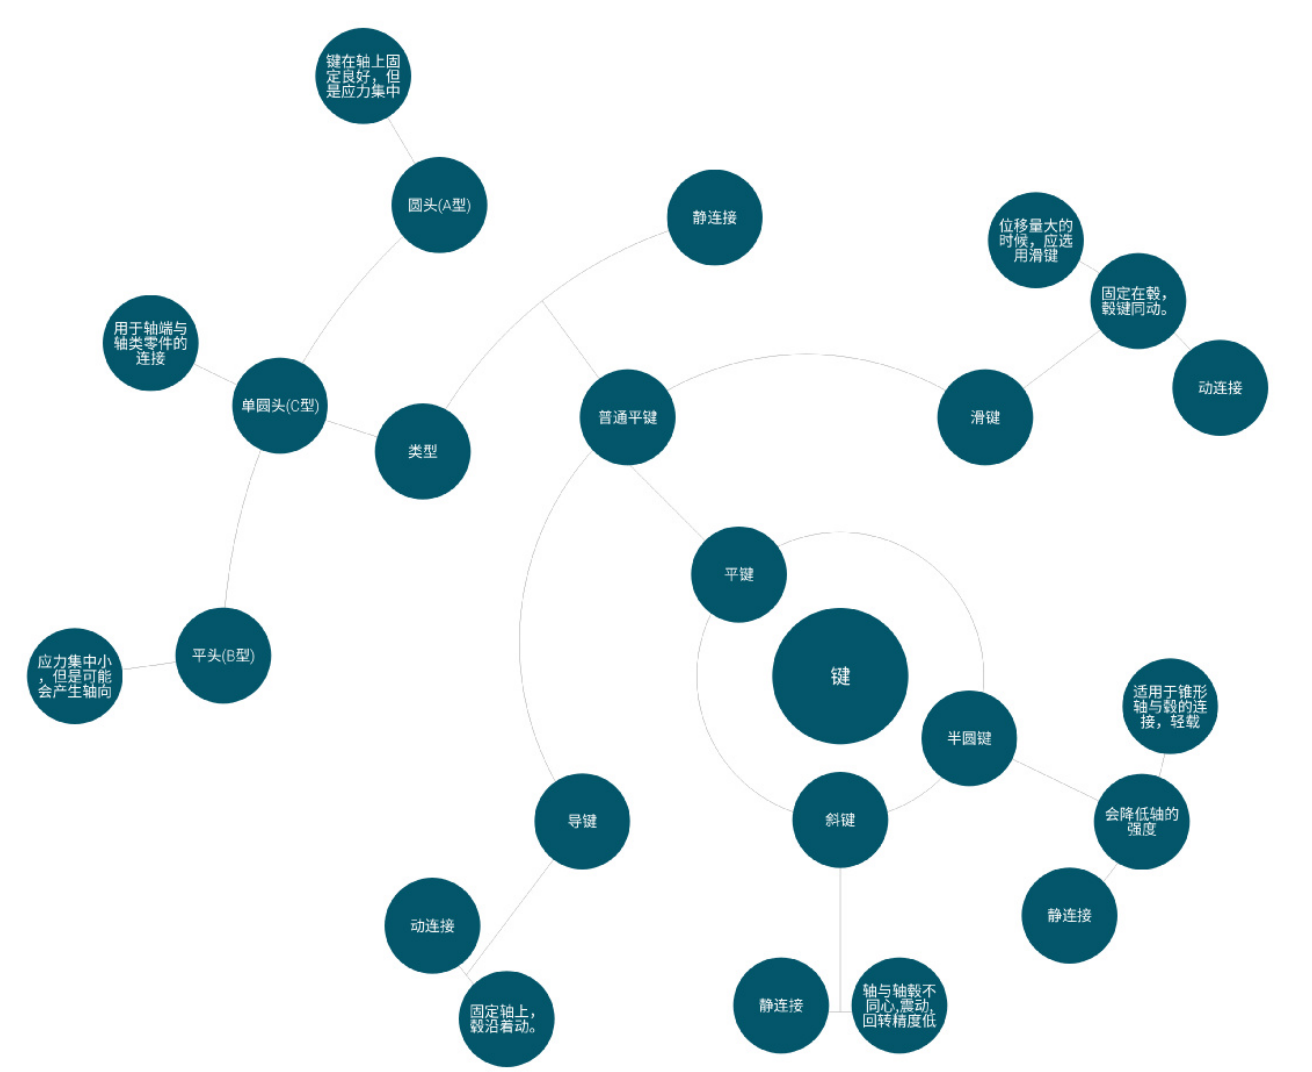 键在轴上固
定良好，但
是应力集中
圆头(A型)
静连接
位移量大的
时候，应选
用滑键
固定在毂，
毂键同动。
用于轴端与
轴类零件的
连接
动连接
单圆头(C型)
普通平键
滑键
类型
平键
平头(B型)
应力集中小
，但是可能
会产生轴向
键
适用于锥形
轴与毂的连
接，轻载
半圆键
导键
斜键
会降低轴的
强度
动连接
静连接
固定轴上，
毂沿着动。
静连接
轴与轴毂不
同心,震动,
回转精度低